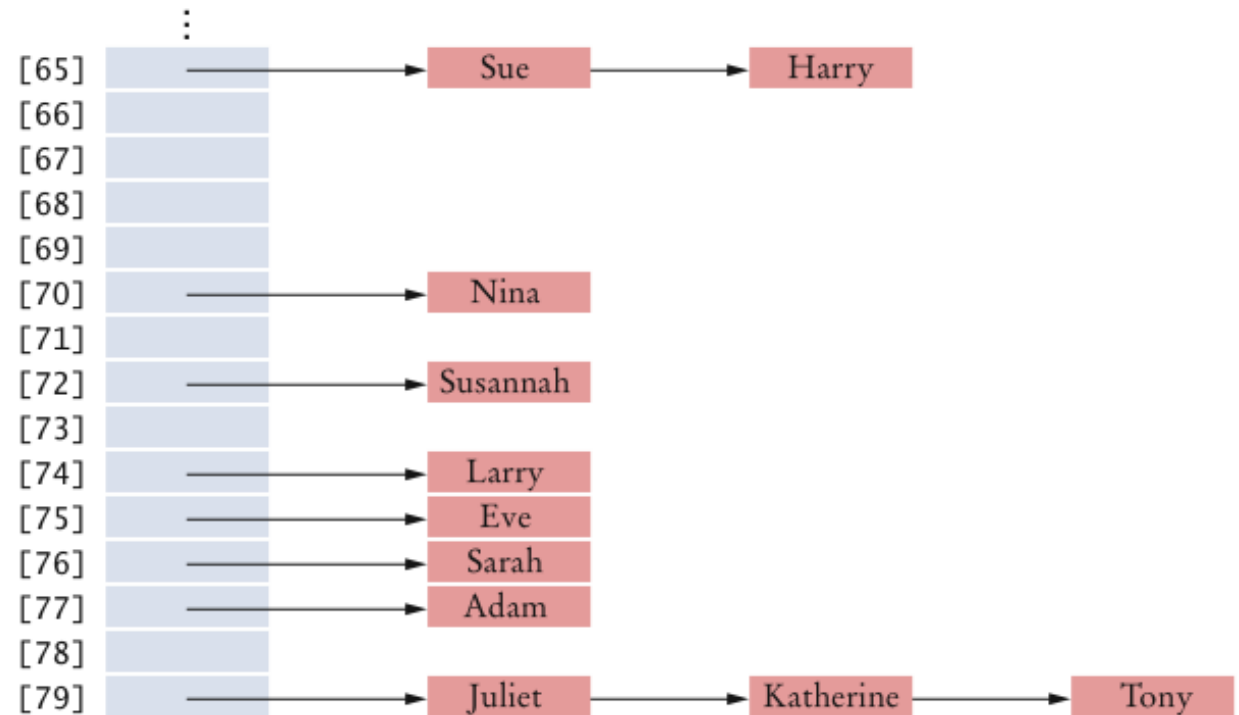 ⋮
[65] Sue Harry
[66]
[67]
[68]
[69]
[70] Nina
[71]
[72] Susannah
[73]
[74] Larry
[75] Eve
[76] Sarah
[77] Adam
[78]
[79] Juliet Katherine Tony